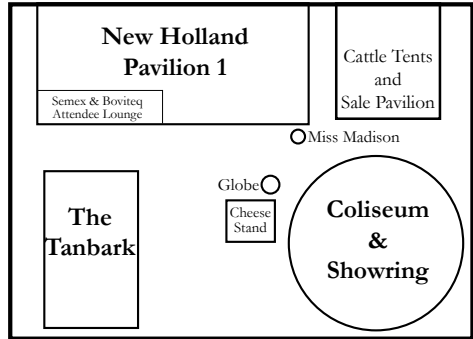 New Holland
Pavilion 1
Semex & Boviteq
Attendee Lounge
Cattle Tents
and
Sale Pavilion
Miss Madison
Globe
Cheese
Stand
The
Tanbark
Coliseum
&
Showring